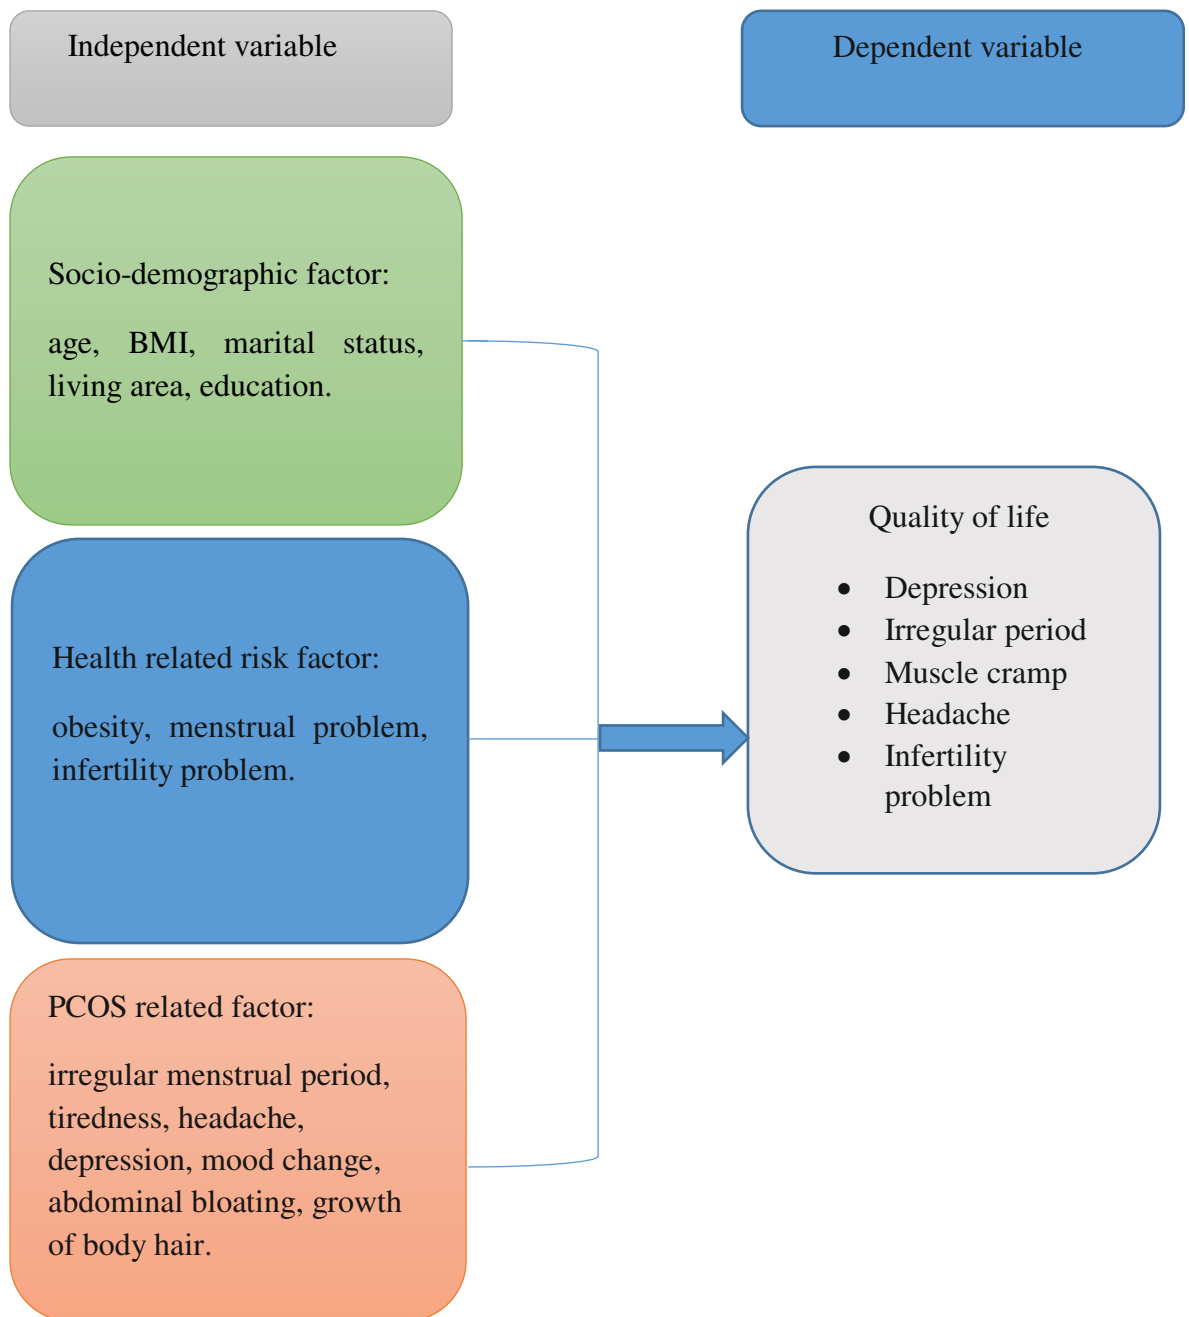 Independent variable
Dependent variable
Socio-demographic factor:
age, BMI, marital status,
living area, education.
Health related risk factor:
obesity, menstrual problem,
infertility problem.
PCOS related factor:
irregular menstrual period,
tiredness, headache,
depression, mood change,
abdominal bloating, growth
of body hair.
Quality of life
• Depression
• Irregular period
• Muscle cramp
• Headache
• Infertility
problem